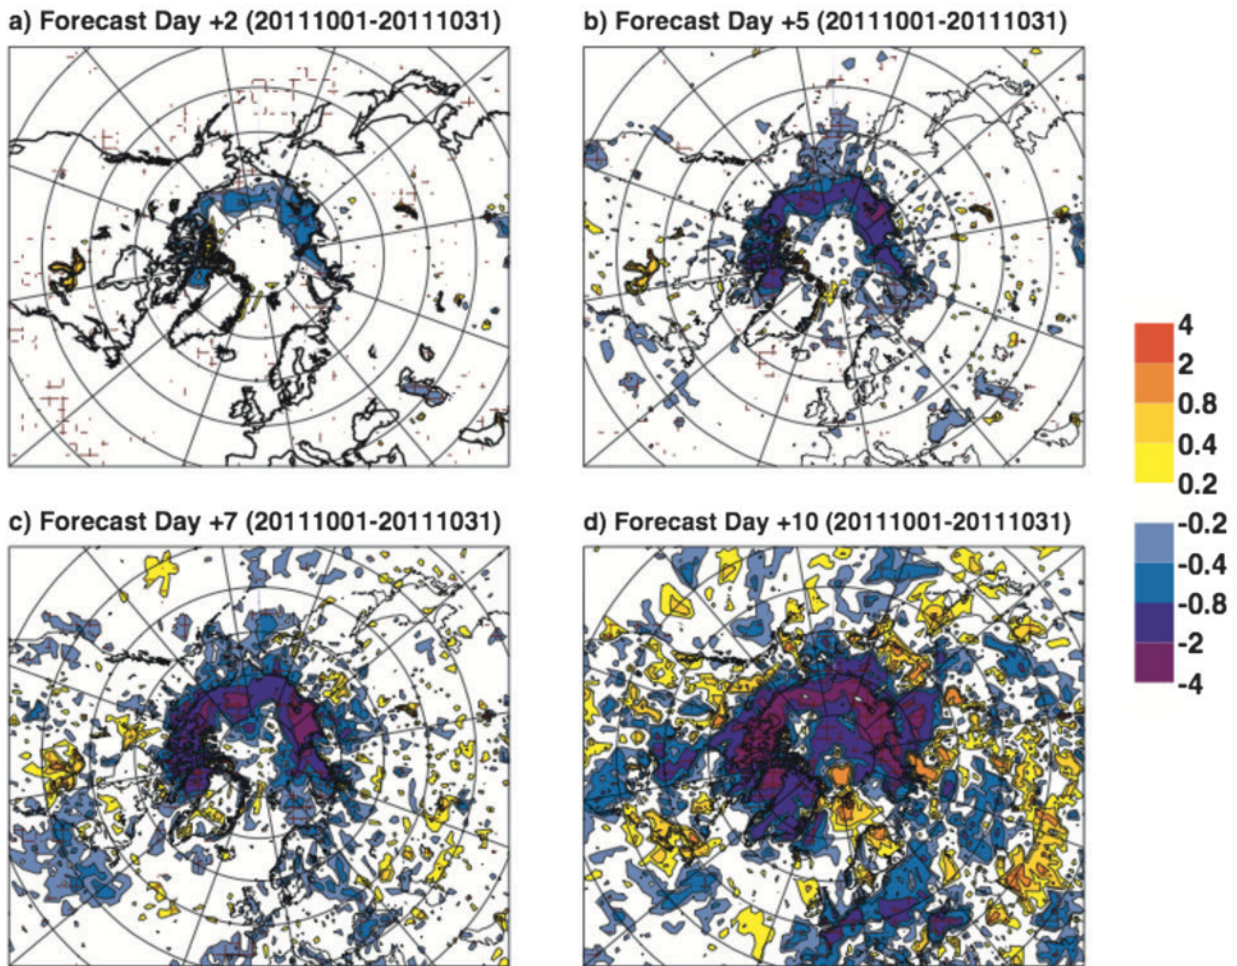 a) Forecast Day +2 (20111001-20111031)
b) Forecast Day +5 (20111001-20111031)
4
2
0.8
0.4
0.2
-0.2
-0.4
-0.8
-2
-4
c) Forecast Day +7 (20111001-20111031)
d) Forecast Day +10 (20111001-20111031)